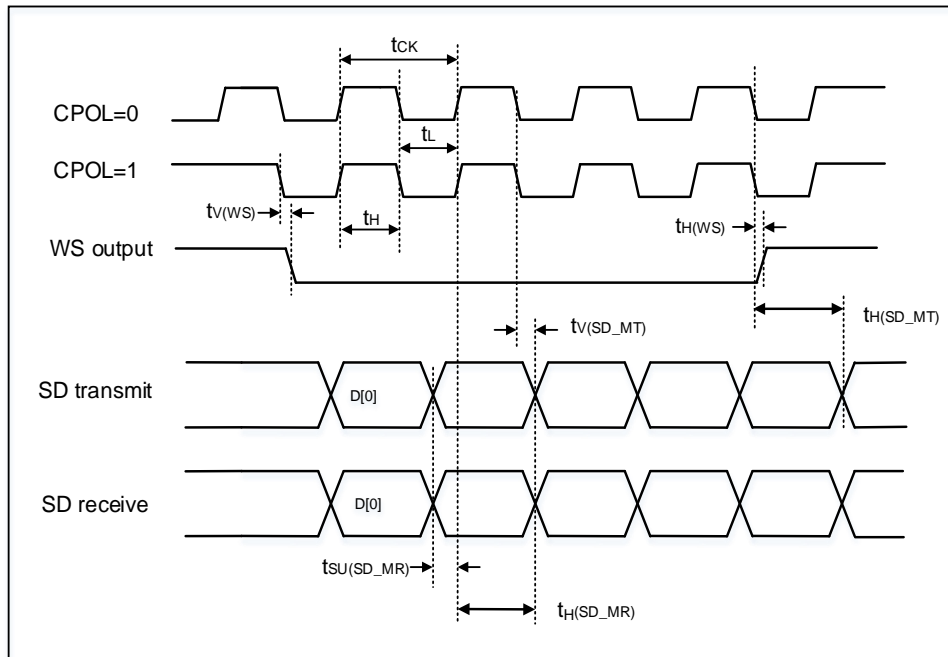 tCK
CPOL=0
tL
CPOL=1
tV(WS)
tH
tH(WS)
WS output
tV(SD_MT)
tH(SD_MT)
SD transmit
D[0]
SD receive
D[0]
tSU(SD_MR)
tH(SD_MR)